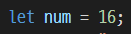 let num = 16;